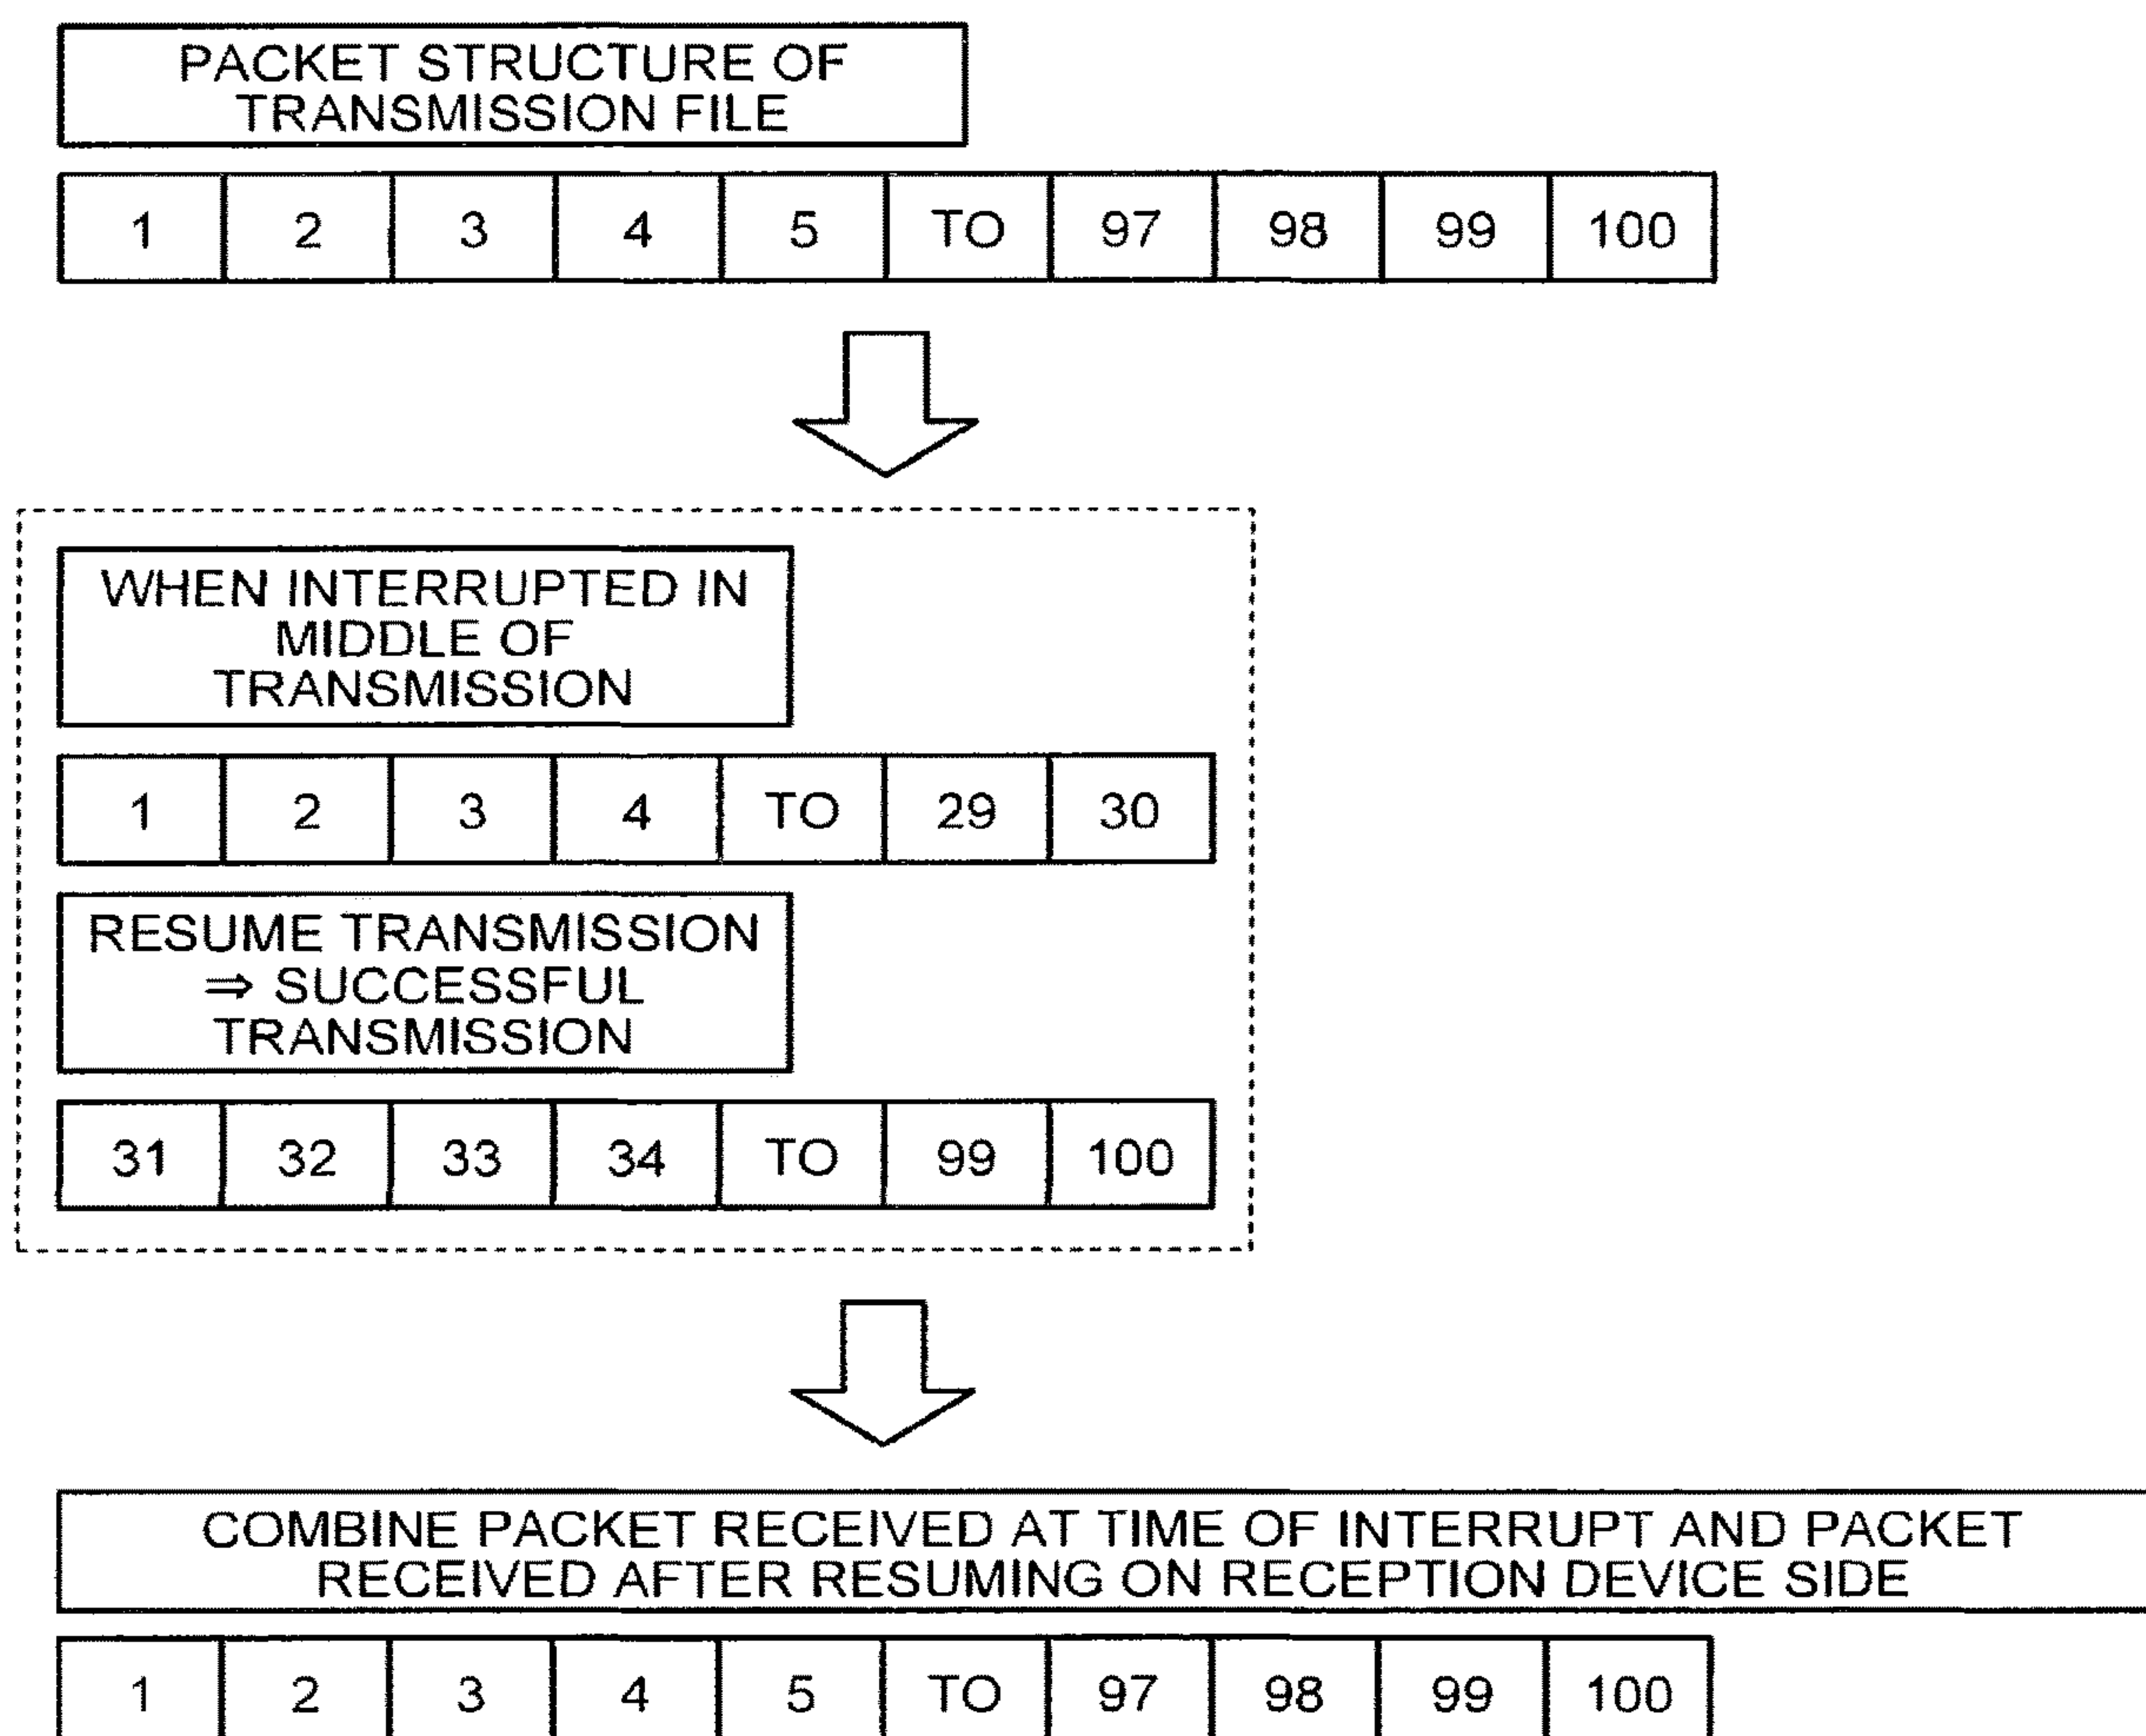 PACKET STRUCTURE OF
TRANSMISSION FILE
1 2 3 4 5 TO 97 98 99 100
WHEN INTERRUPTED IN
MIDDLE OF
TRANSMISSION
1 2 3 4 TO 29 30
RESUME TRANSMISSION
⇒ SUCCESSFUL
TRANSMISSION
31 32 33 34 TO 99 100
COMBINE PACKET RECEIVED AT TIME OF INTERRUPT AND PACKET
RECEIVED AFTER RESUMING ON RECEPTION DEVICE SIDE
1 2 3 4 5 TO 97 98 99 100